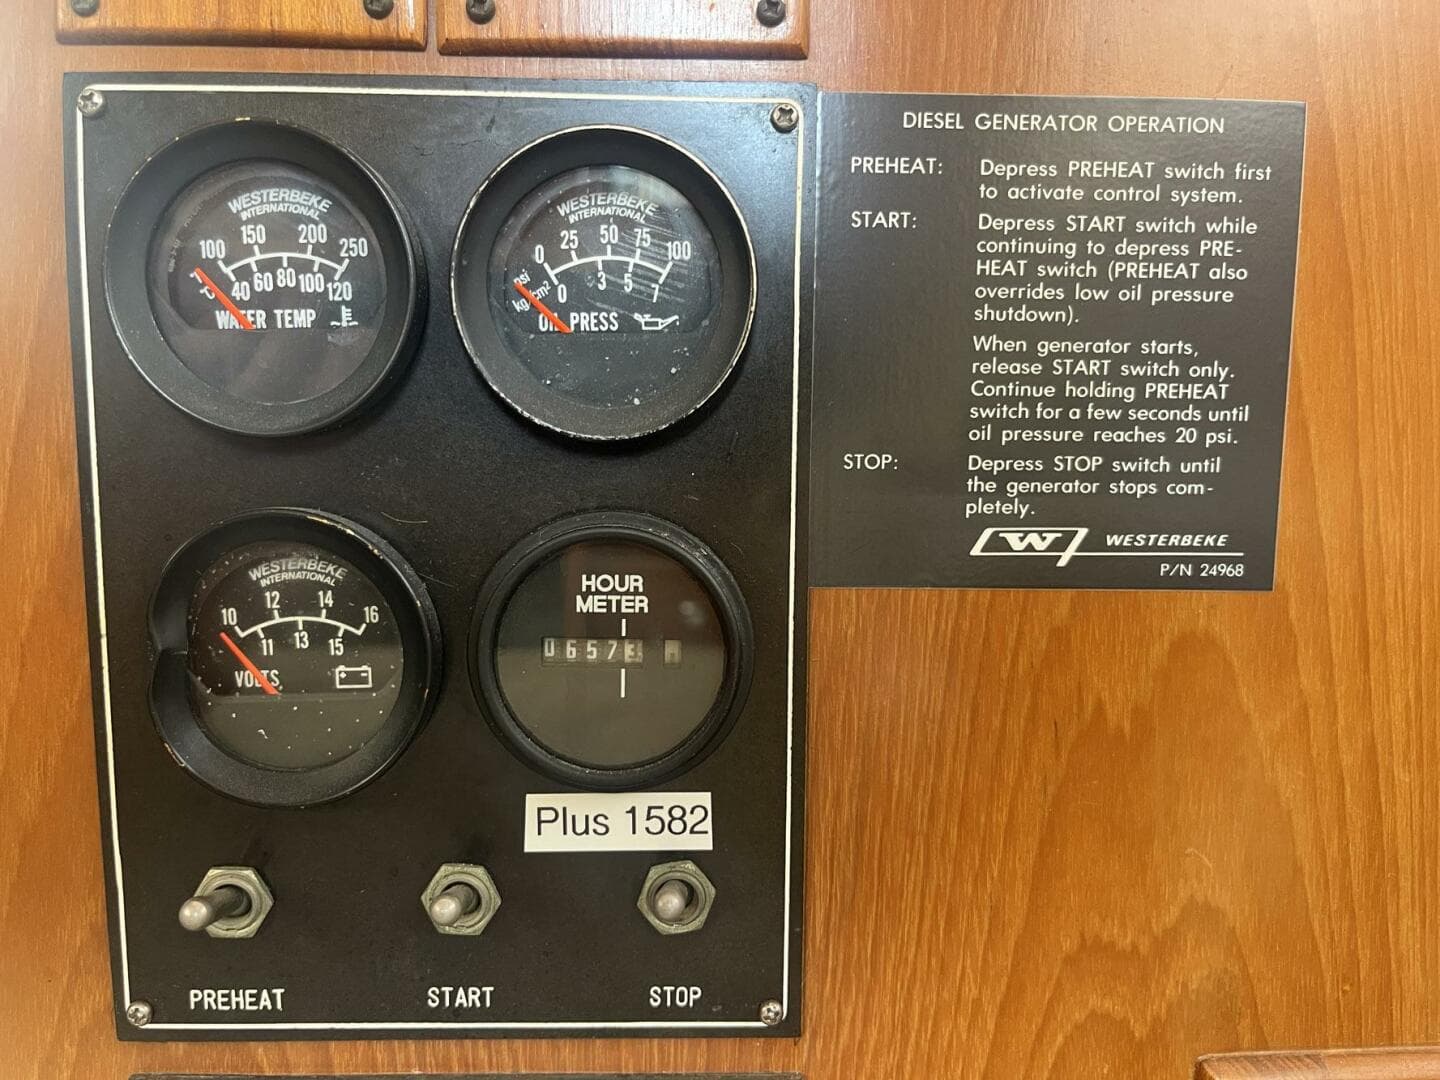 WESTERBEKE
INTERNATIONAL
100 150 200 250
°F
°C
40 60 80 100 120
WATER TEMP
WESTERBEKE
INTERNATIONAL
0 25 50 75 100
psi
kg/cm²
0 3 5 7
OIL PRESS
WESTERBEKE
INTERNATIONAL
10 12 14 16
11 13 15
VOLTS
HOUR
METER
06573
Plus 1582
PREHEAT START STOP
DIESEL GENERATOR OPERATION
PREHEAT: Depress PREHEAT switch first
to activate control system.
START: Depress START switch while
continuing to depress PRE-
HEAT switch (PREHEAT also
overrides low oil pressure
shutdown).
When generator starts,
release START switch only.
Continue holding PREHEAT
switch for a few seconds until
oil pressure reaches 20 psi.
STOP: Depress STOP switch until
the generator stops com-
pletely.
W WESTERBEKE
P/N 24968